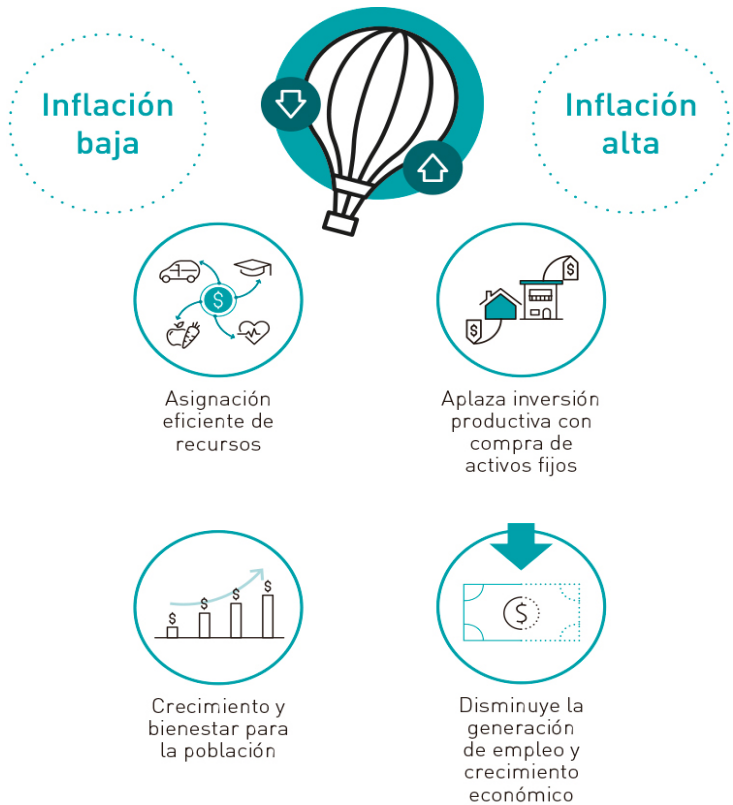 Inflación
baja
Inflación
alta
$
Asignación
eficiente de
recursos
$
$
Aplaza inversión
productiva con
compra de
activos fijos
$
$
$
$
Crecimiento y
bienestar para
la población
$
Disminuye la
generación
de empleo y
crecimiento
económico